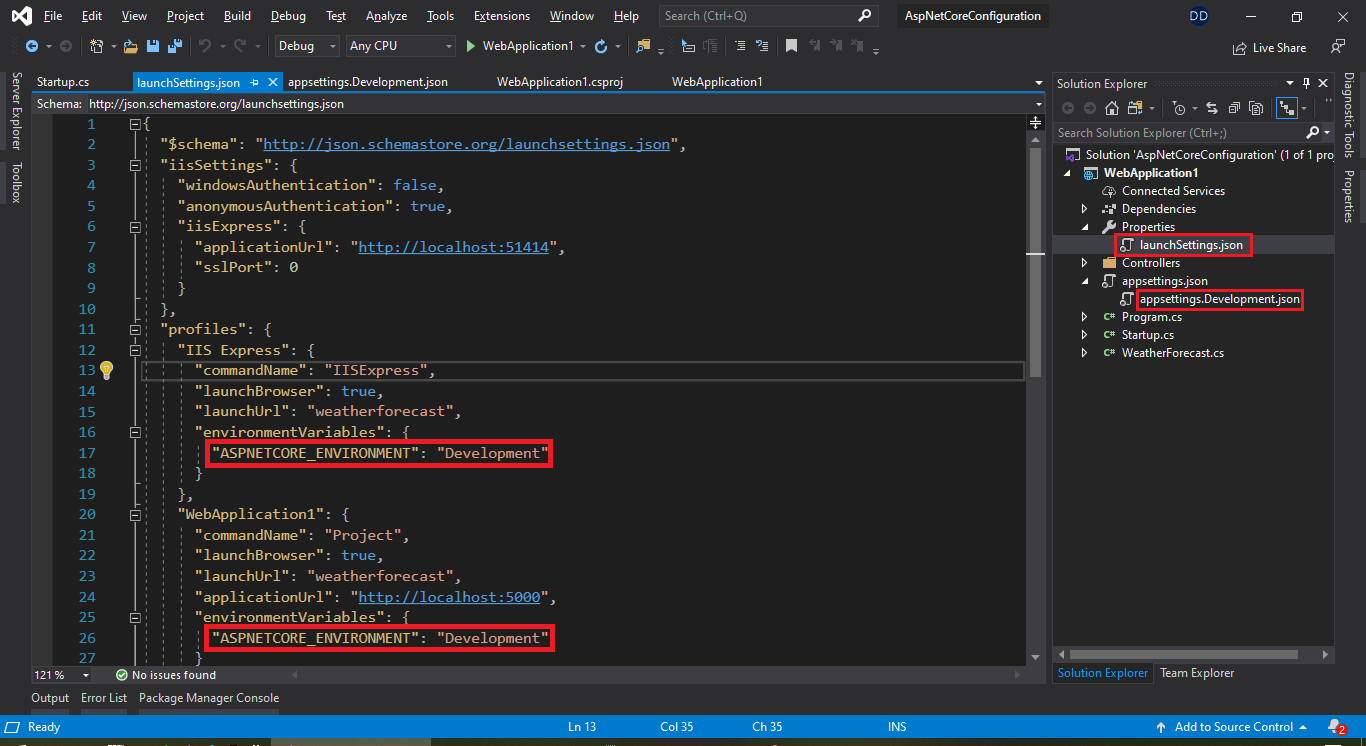 File Edit View Project Build Debug Test Analyze Tools Extensions Window Help Search (Ctrl+Q) AspNetCoreConfiguration DD
Debug Any CPU WebApplication1 Live Share
Server Explorer
Toolbox
Startup.cs launchSettings.json appsettings.Development.json WebApplication1.csproj WebApplication1
Schema: http://json.schemastore.org/launchsettings.json
1 {
2 "$schema": "http://json.schemastore.org/launchsettings.json",
3 "iisSettings": {
4 "windowsAuthentication": false,
5 "anonymousAuthentication": true,
6 "iisExpress": {
7 "applicationUrl": "http://localhost:51414",
8 "sslPort": 0
9 }
10 },
11 "profiles": {
12 "IIS Express": {
13 "commandName": "IISExpress",
14 "launchBrowser": true,
15 "launchUrl": "weatherforecast",
16 "environmentVariables": {
17 "ASPNETCORE_ENVIRONMENT": "Development"
18 }
19 },
20 "WebApplication1": {
21 "commandName": "Project",
22 "launchBrowser": true,
23 "launchUrl": "weatherforecast",
24 "applicationUrl": "http://localhost:5000",
25 "environmentVariables": {
26 "ASPNETCORE_ENVIRONMENT": "Development"
27 }
121 % No issues found
Solution Explorer
Search Solution Explorer (Ctrl+;)
Solution 'AspNetCoreConfiguration' (1 of 1 proj
WebApplication1
Connected Services
Dependencies
Properties
launchSettings.json
Controllers
appsettings.json
appsettings.Development.json
C# Program.cs
C# Startup.cs
C# WeatherForecast.cs
Solution Explorer Team Explorer
Diagnostic Tools
Properties
Output Error List Package Manager Console
Ready Ln 13 Col 35 Ch 35 INS Add to Source Control 2